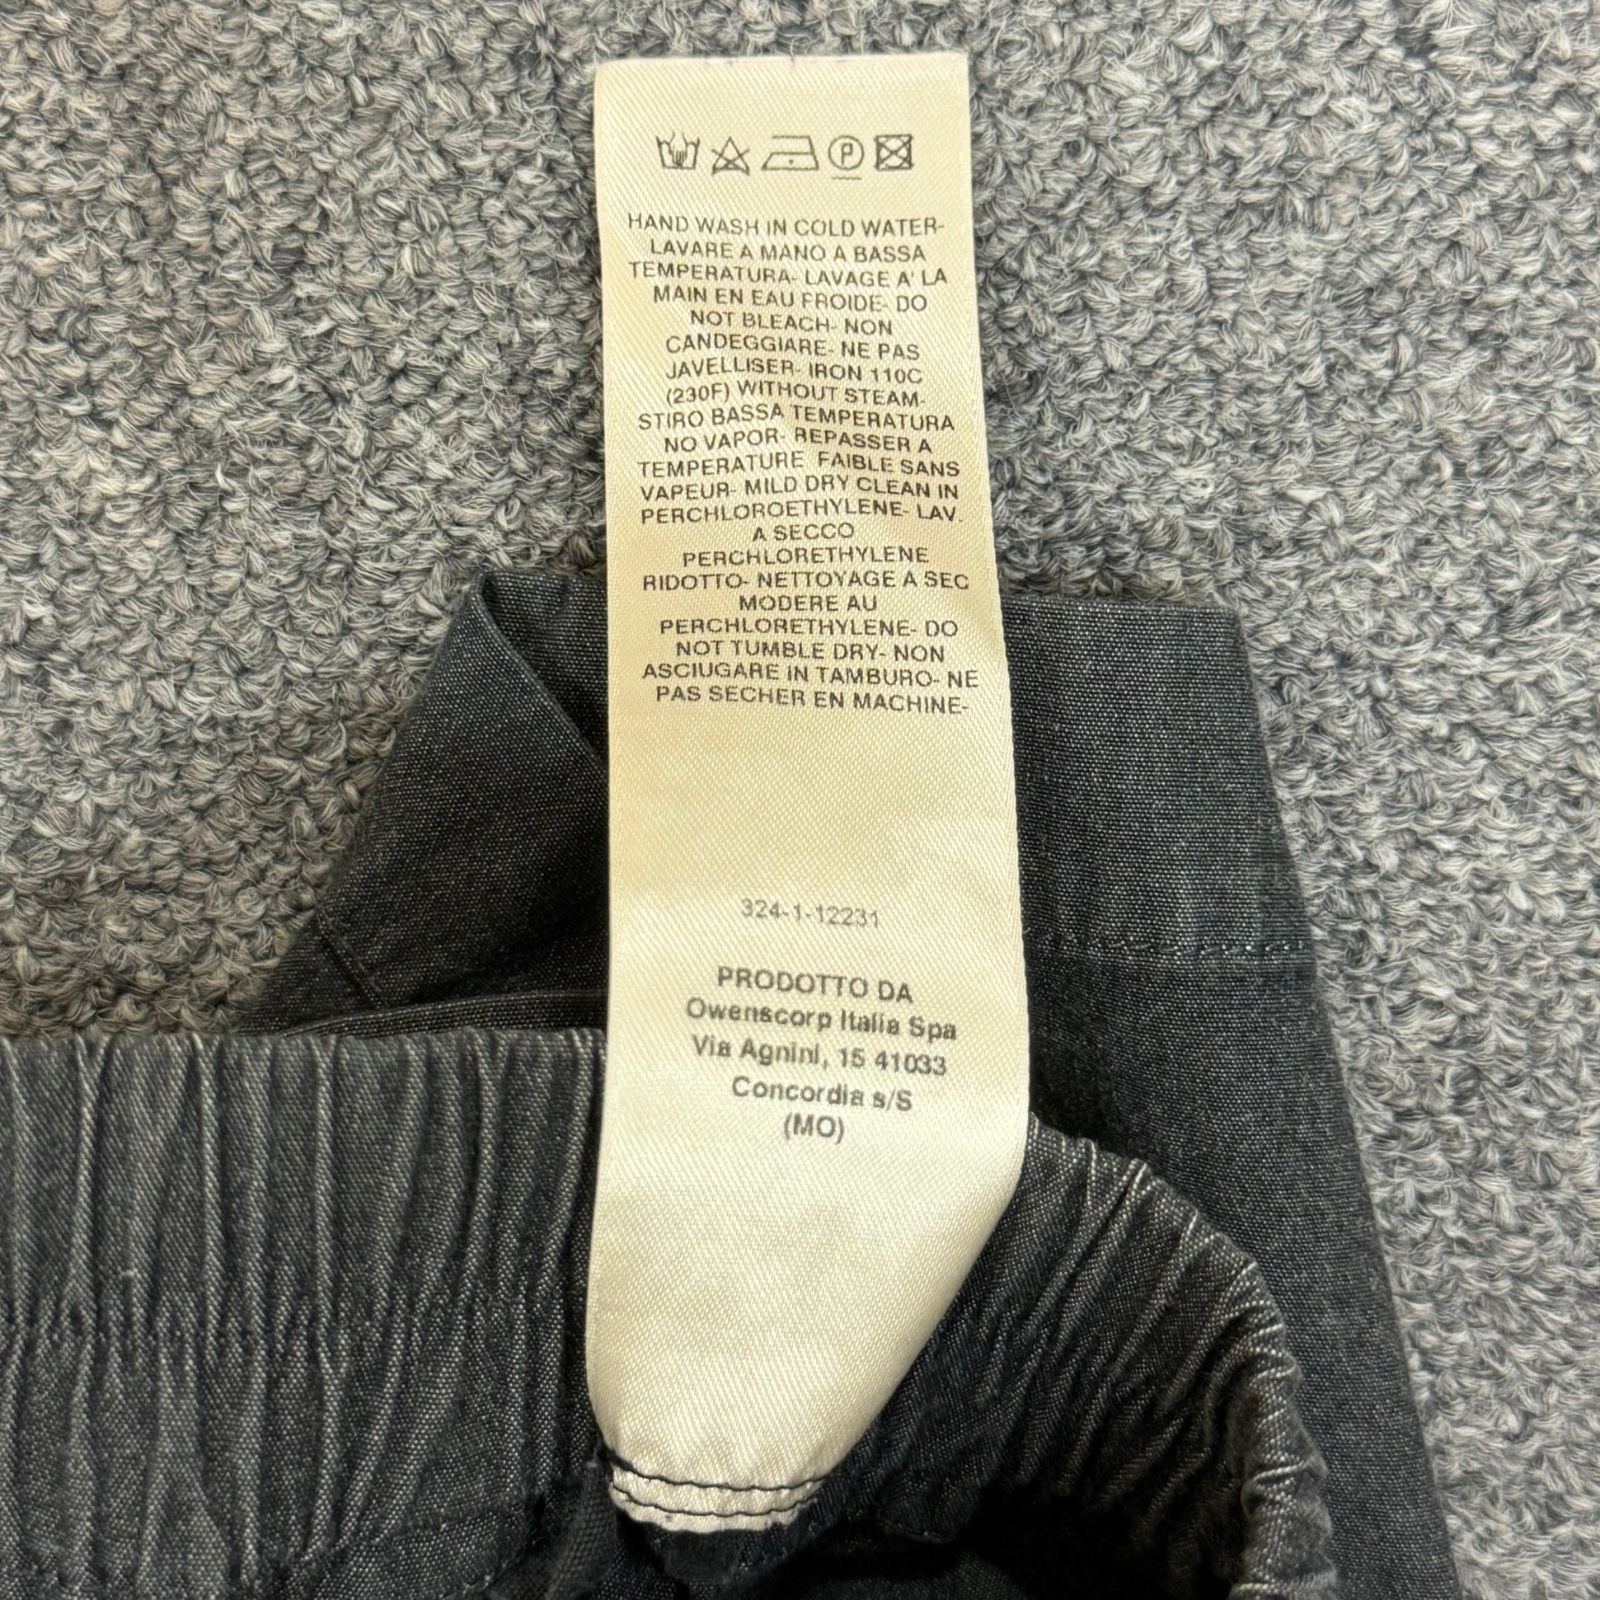 P
HAND WASH IN COLD WATER-
LAVARE A MANO A BASSA
TEMPERATURA- LAVAGE A' LA
MAIN EN EAU FROIDE- DO
NOT BLEACH- NON
CANDEGGIARE- NE PAS
JAVELLISER- IRON 110C
(230F) WITHOUT STEAM-
STIRO BASSA TEMPERATURA
NO VAPOR- REPASSER A
TEMPERATURE FAIBLE SANS
VAPEUR- MILD DRY CLEAN IN
PERCHLOROETHYLENE- LAV.
A SECCO
PERCHLORETHYLENE
RIDOTTO- NETTOYAGE A SEC
MODERE AU
PERCHLORETHYLENE- DO
NOT TUMBLE DRY- NON
ASCIUGARE IN TAMBURO- NE
PAS SECHER EN MACHINE-
324-1-12231
PRODOTTO DA
Owenscorp Italia Spa
Via Agnini, 15 41033
Concordia s/S
(MO)